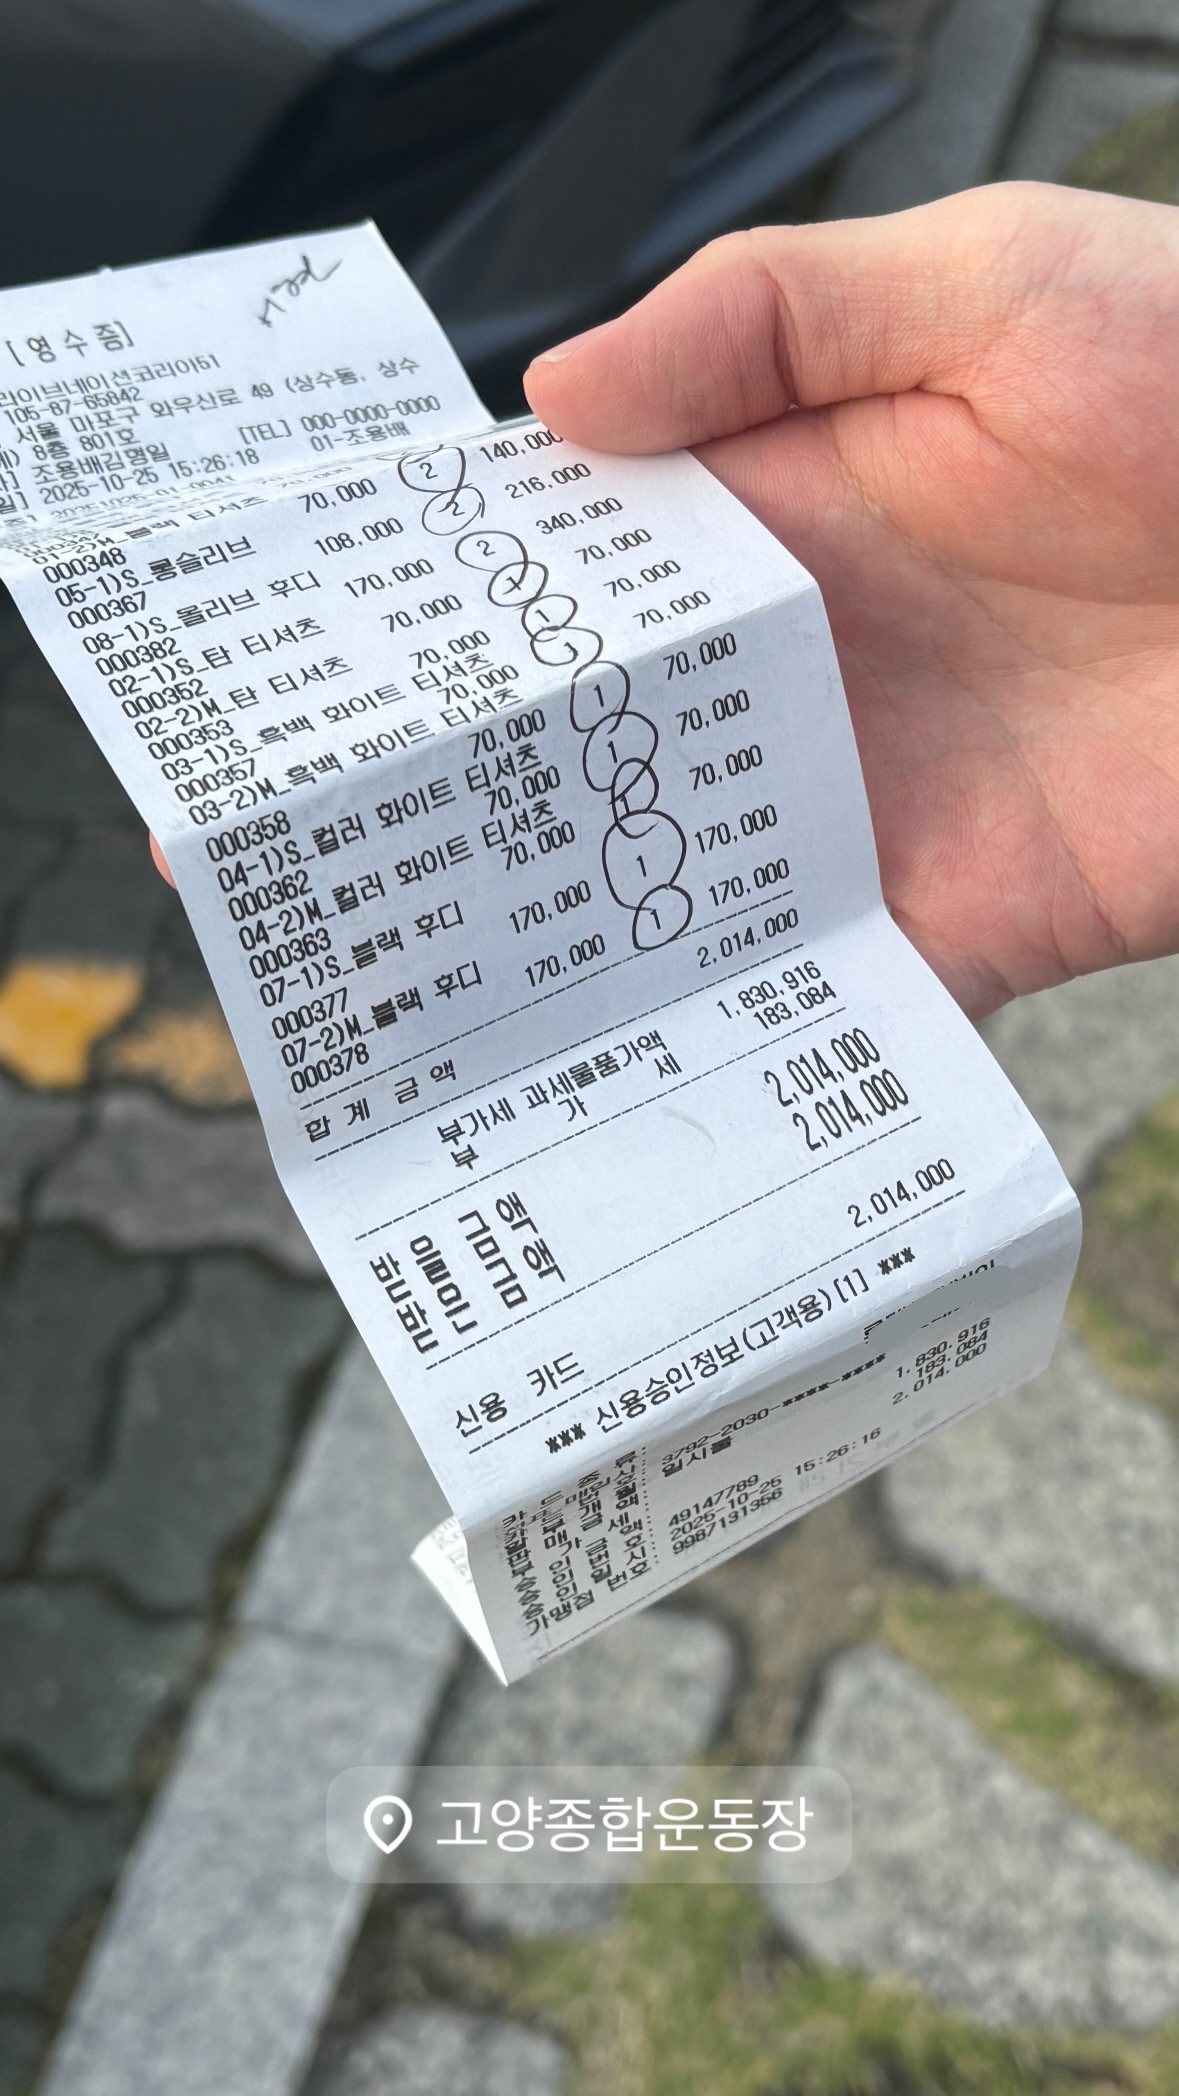 [영 수 증]
라이브네이션코리아51
105-87-65842
서울 마포구 와우산로 49 (상수동, 상수
8층 801호 [TEL] 000-0000-0000
조용배김형일 01-조용배
2025-10-25 15:26:18
티셔츠 70,000 2 140,000
000348
05-1)S_롱슬리브 108,000 2 216,000
000367
08-1)S_올리브 후디 170,000 2 340,000
000382
02-1)S_탄 티셔츠 70,000 1 70,000
000352
02-2)M_탄 티셔츠 70,000 1 70,000
000353
03-1)S_흑백 화이트 티셔츠
000357 70,000 1 70,000
03-2)M_흑백 화이트 티셔츠
000358 70,000 1 70,000
04-1)S_컬러 화이트 티셔츠
000362 70,000 1 70,000
04-2)M_컬러 화이트 티셔츠
000363 70,000 1 70,000
07-1)S_블랙 후디 170,000 1 170,000
000377
07-2)M_블랙 후디 170,000 1 170,000
000378
합 계 금 액 2,014,000
부가세 과세물품가액 1,830,916
부 가 세 183,084
받 을 금 액 2,014,000
받 은 금 액 2,014,000
신용 카드 2,014,000
*** 신용승인정보(고객용)[1] ***
3792-2030-****-****
일시불
1,830,916
183,084
2,014,000
49147789
2025-10-25 15:26:16
가맹점 번호 9987131356
고양종합운동장